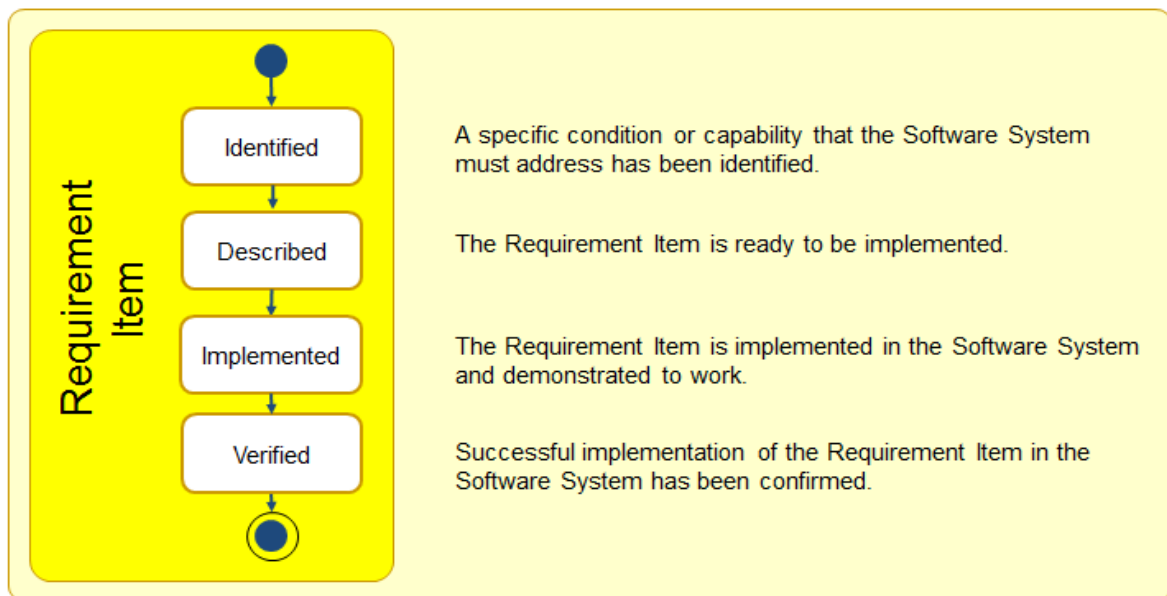 Requirement
Item
Identified
A specific condition or capability that the Software System
must address has been identified.
Described
The Requirement Item is ready to be implemented.
Implemented
The Requirement Item is implemented in the Software System
and demonstrated to work.
Verified
Successful implementation of the Requirement Item in the
Software System has been confirmed.